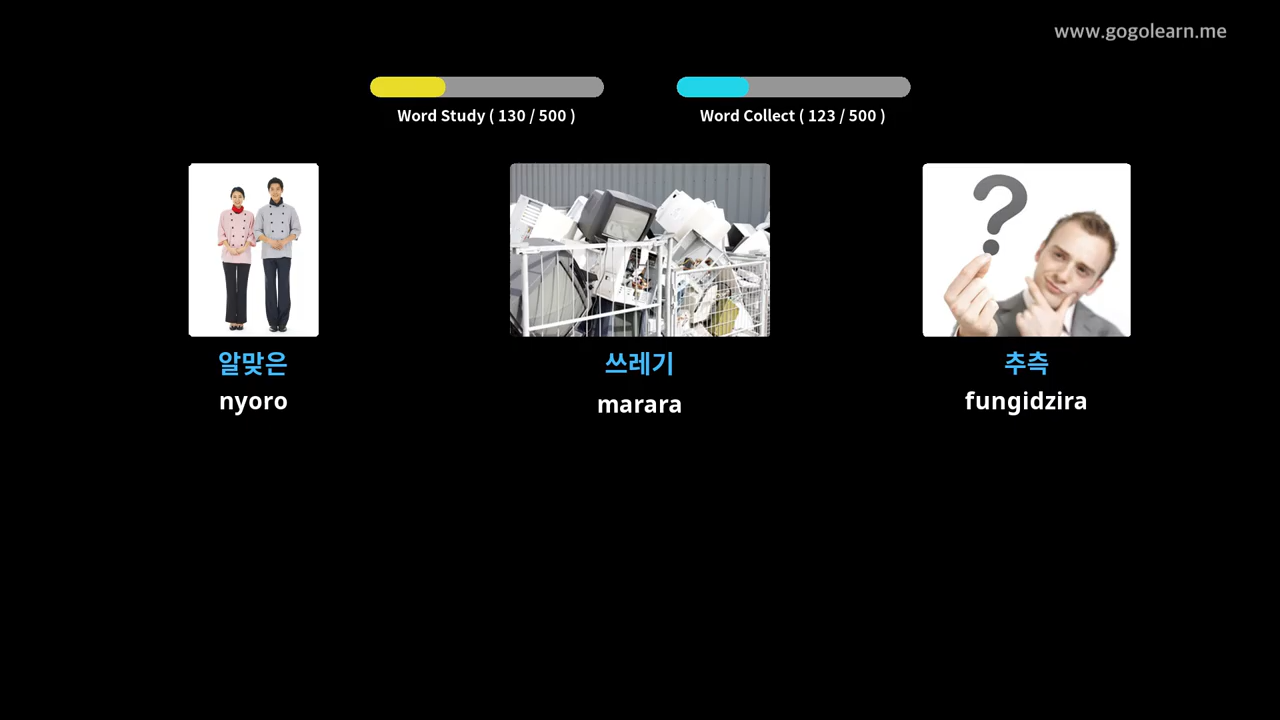 www.gogolearn.me
Word Study ( 130 / 500 )
Word Collect ( 123 / 500 )
알맞은
nyoro
쓰레기
marara
추측
fungidzira